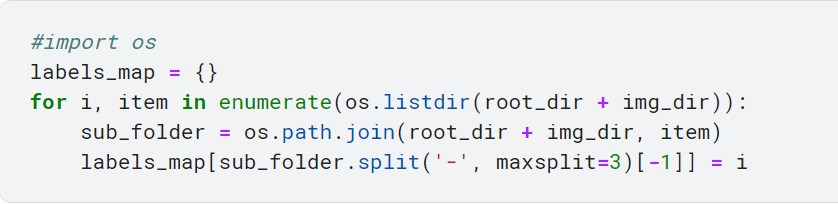 #import os
labels_map = {}
for i, item in enumerate(os.listdir(root_dir + img_dir)):
    sub_folder = os.path.join(root_dir + img_dir, item)
    labels_map[sub_folder.split('-', maxsplit=3)[-1]] = i